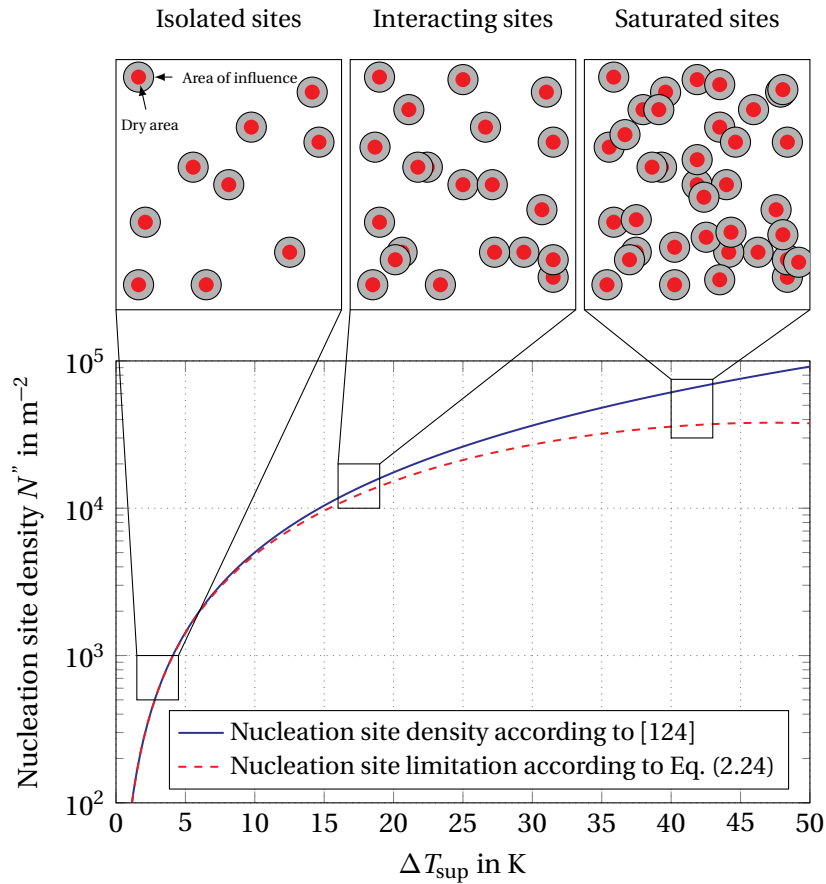 Isolated sites Interacting sites Saturated sites
Area of influence
Dry area
Nucleation site density N” in m−2
10^5
10^4
10^3
10^2
Nucleation site density according to [124]
Nucleation site limitation according to Eq. (2.24)
0 5 10 15 20 25 30 35 40 45 50
ΔT_sup in K